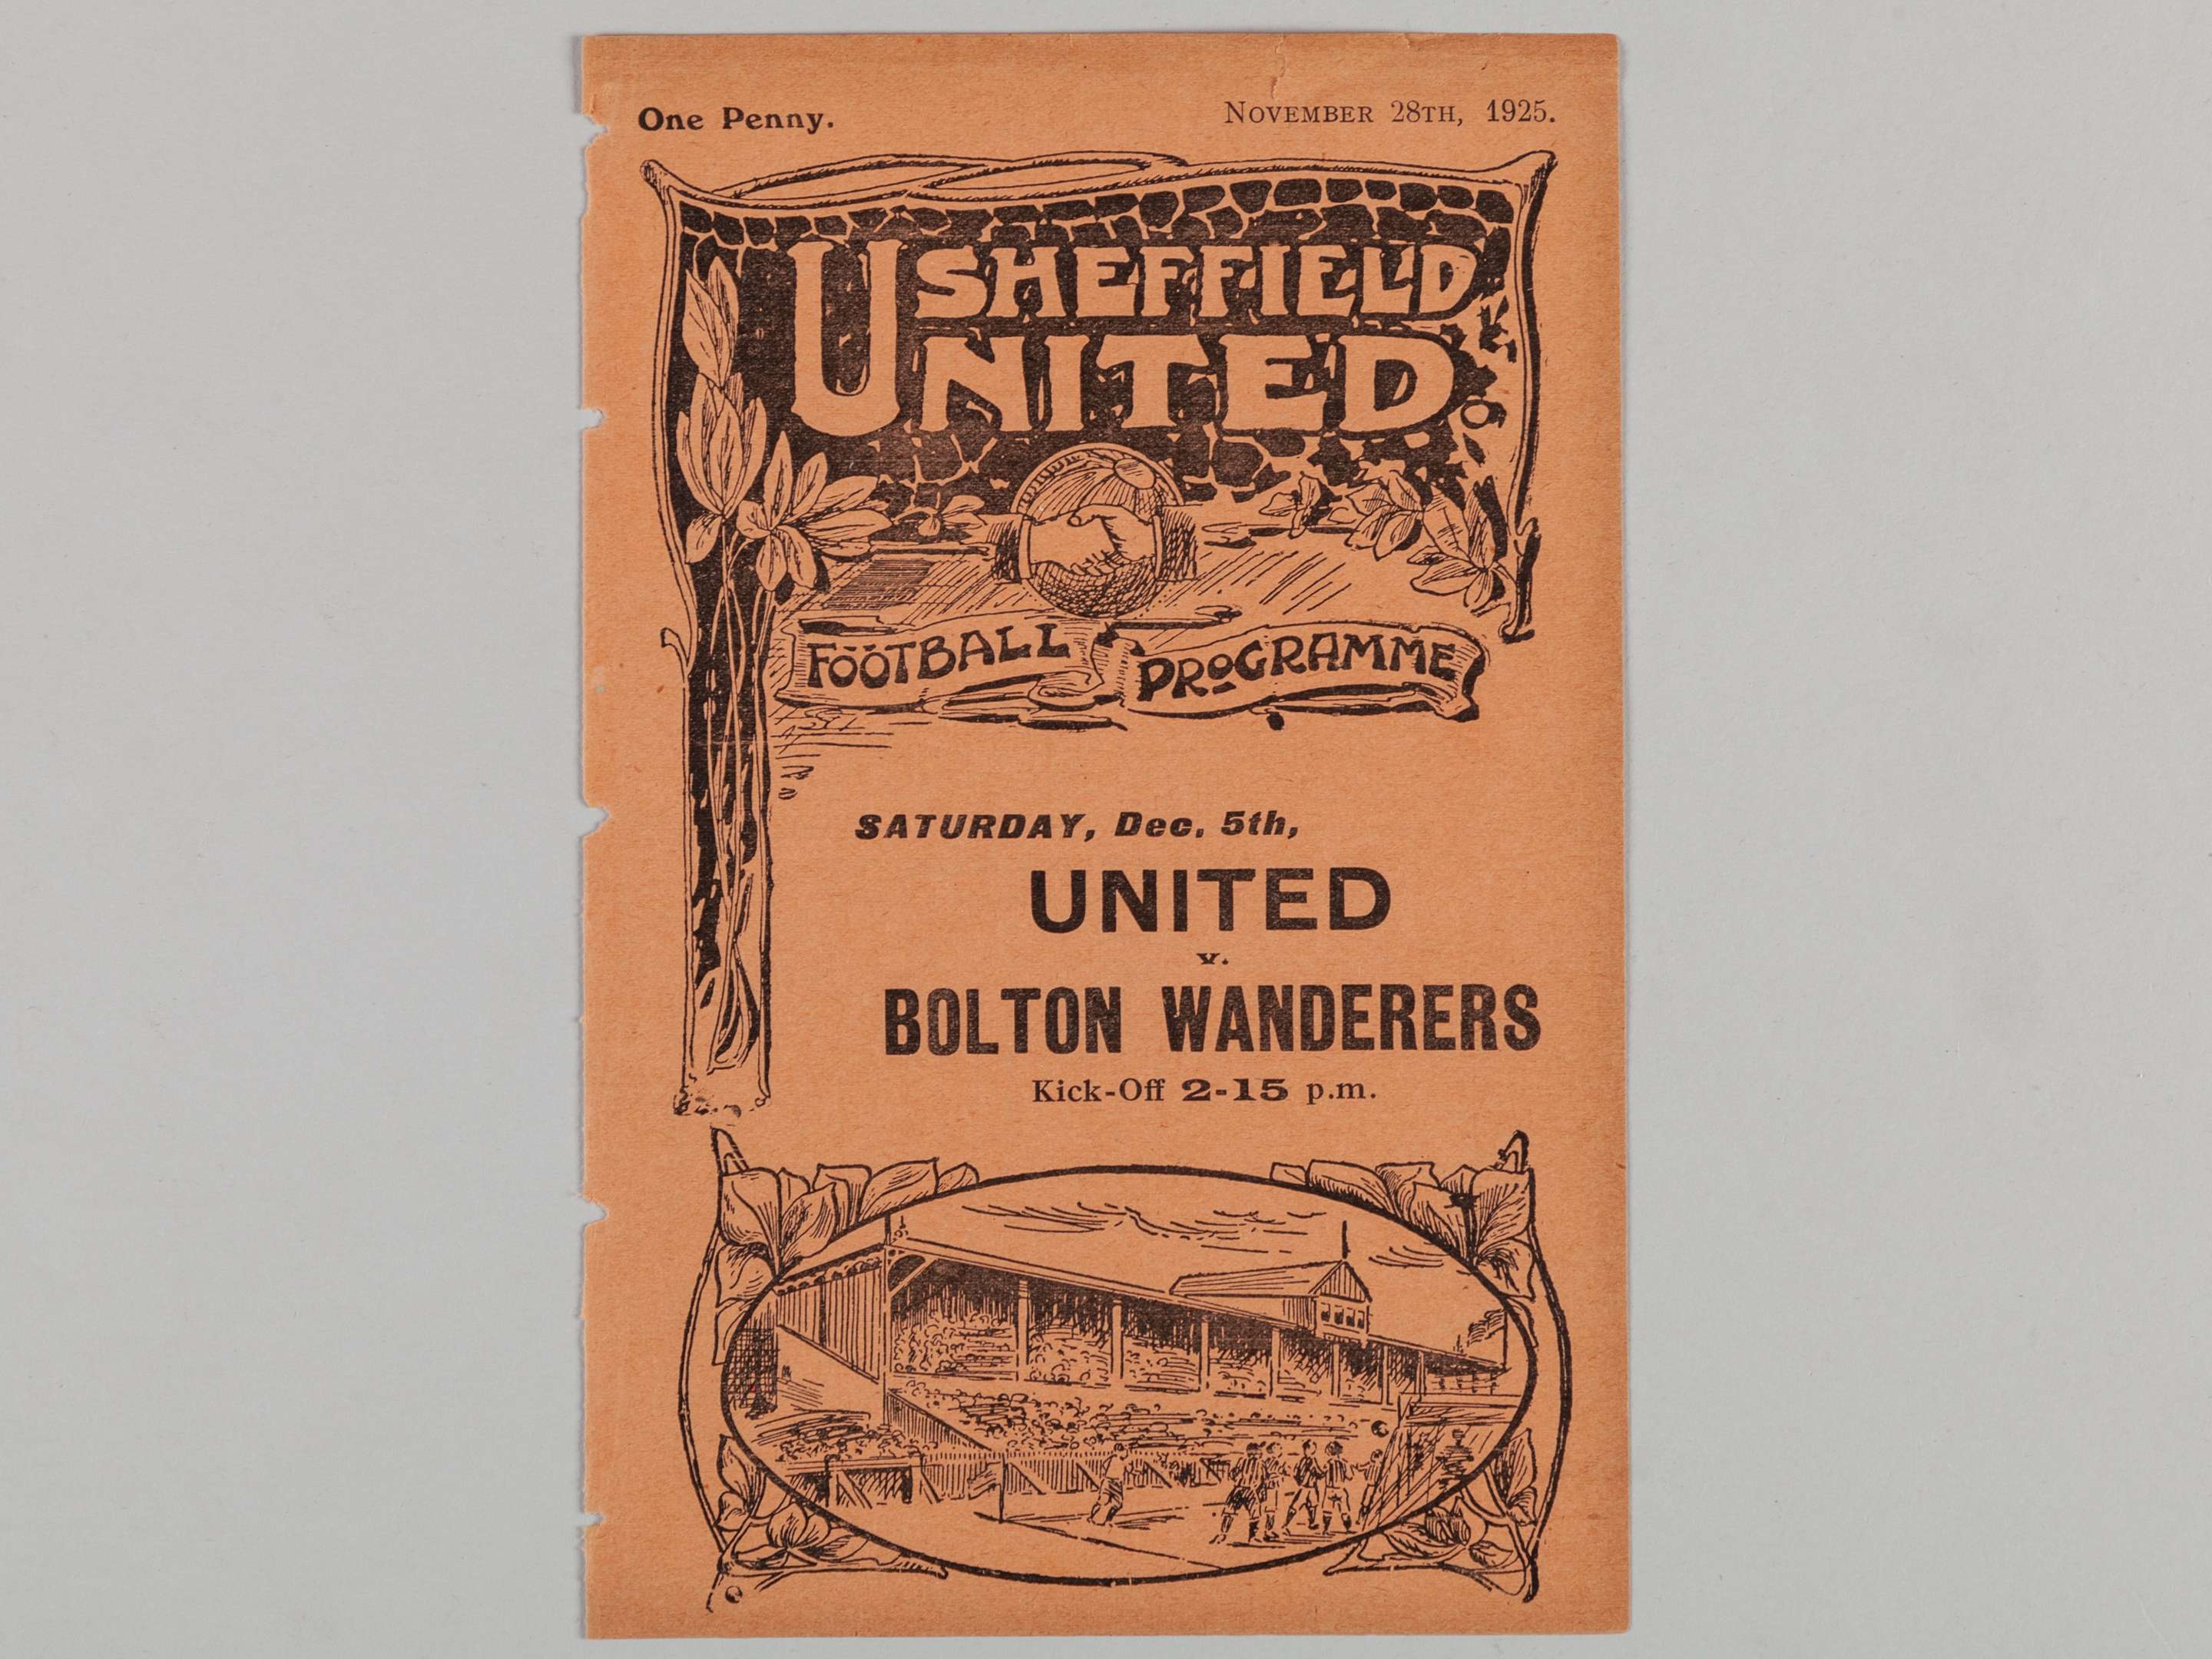 One Penny.
NOVEMBER 28TH, 1925.
SHEFFIELD
UNITED
FOOTBALL PROGRAMME
SATURDAY, Dec. 5th,
UNITED
v.
BOLTON WANDERERS
Kick-Off 2-15 p.m.